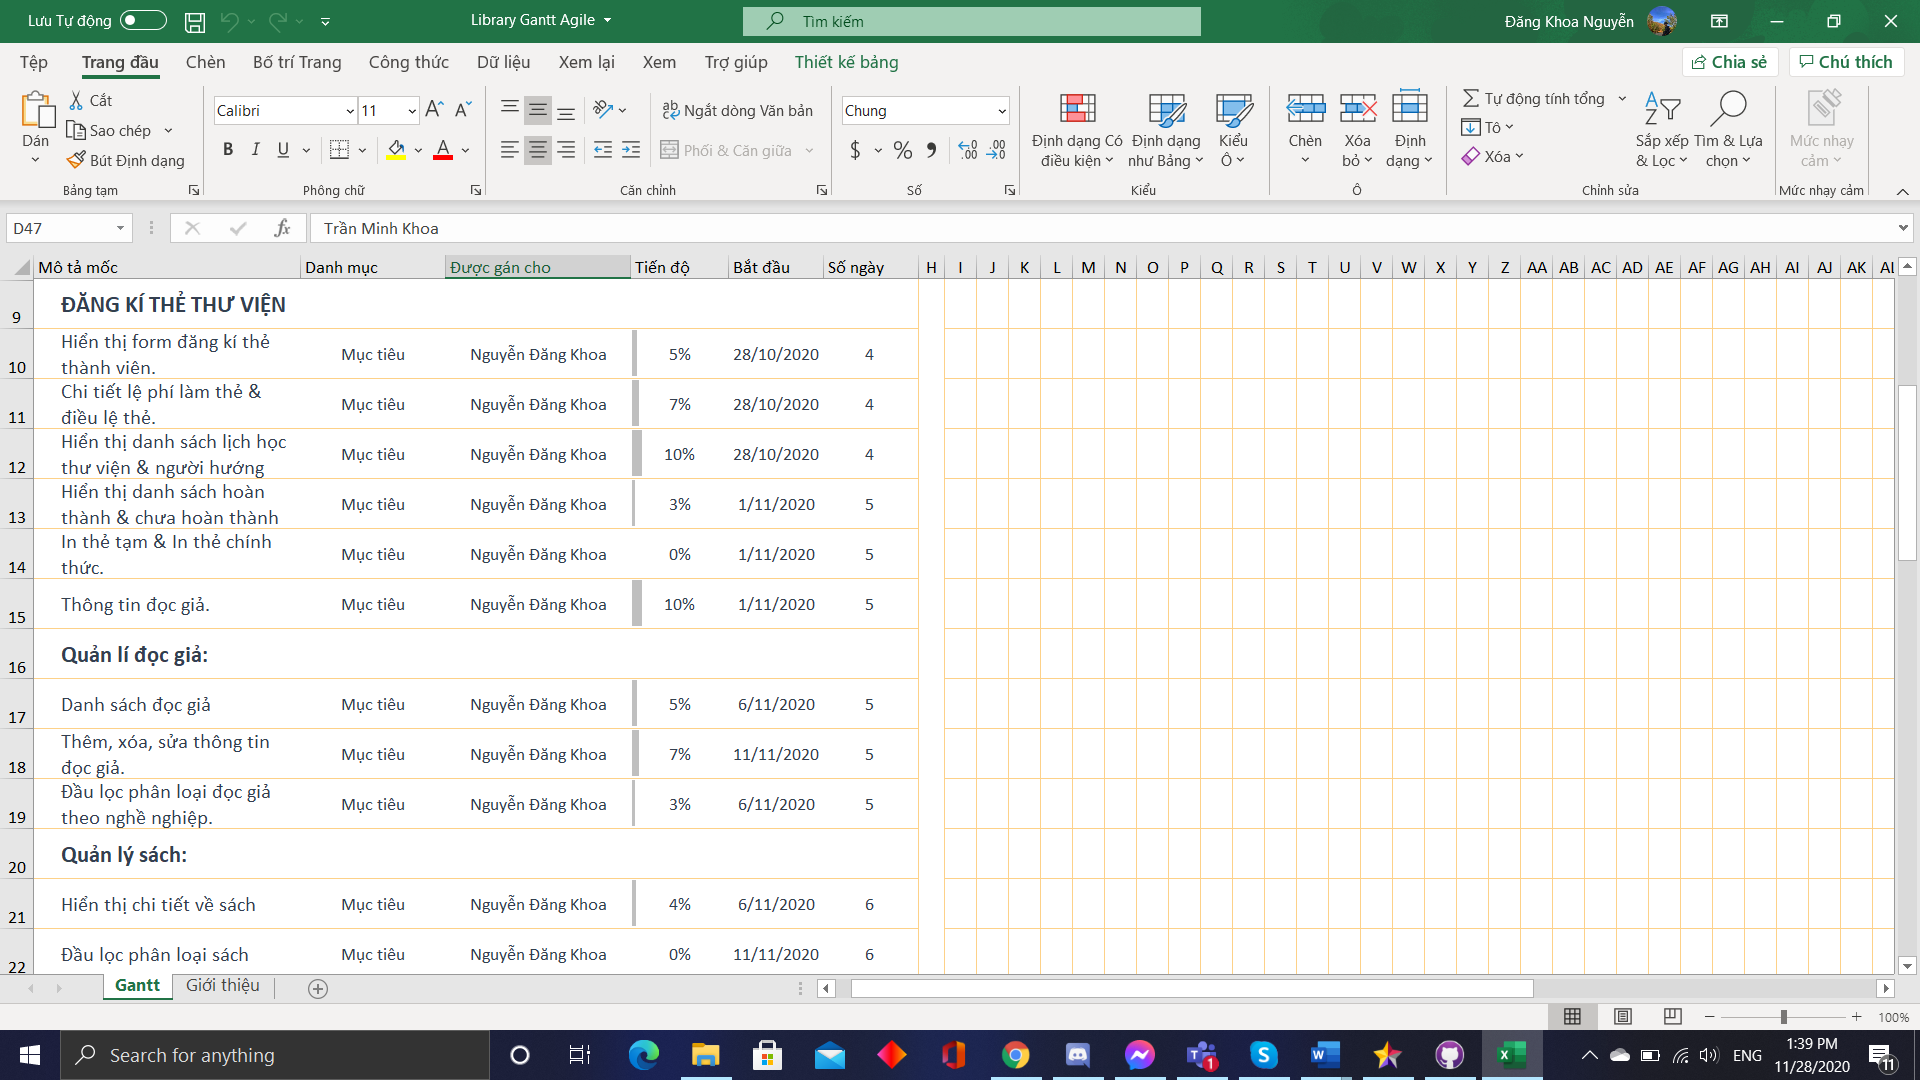 Lưu Tự động
Library Gantt Agile
Tìm kiếm
Đăng Khoa Nguyễn
Tệp Trang đầu Chèn Bố trí Trang Công thức Dữ liệu Xem lại Xem Trợ giúp Thiết kế bảng
Chia sẻ Chú thích
Dán
Cắt
Sao chép
Bút Định dạng
Bảng tạm
Calibri 11
B I U
Phông chữ
Ngắt dòng Văn bản
Phối & Căn giữa
Căn chỉnh
Chung
$ % ,
Số
Định dạng Có
điều kiện
Định dạng
như Bảng
Kiểu
Ô
Kiểu
Chèn
Xóa
bỏ
Định
dạng
Ô
Tự động tính tổng
Tô
Xóa
Sắp xếp
& Lọc
Tìm & Lựa
chọn
Chỉnh sửa
Mức nhạy
cảm
Mức nhạy cảm
D47
fx
Trần Minh Khoa
Mô tả mốc Danh mục Được gán cho Tiến độ Bắt đầu Số ngày H I J K L M N O P Q R S T U V W X Y Z AA AB AC AD AE AF AG AH AI AJ AK AL
9 ĐĂNG KÍ THẺ THƯ VIỆN
Hiển thị form đăng kí thẻ
thành viên.
10 Mục tiêu Nguyễn Đăng Khoa 5% 28/10/2020 4
Chi tiết lệ phí làm thẻ &
điều lệ thẻ.
11 Mục tiêu Nguyễn Đăng Khoa 7% 28/10/2020 4
Hiển thị danh sách lịch học
thư viện & người hướng
12 Mục tiêu Nguyễn Đăng Khoa 10% 28/10/2020 4
Hiển thị danh sách hoàn
thành & chưa hoàn thành
13 Mục tiêu Nguyễn Đăng Khoa 3% 1/11/2020 5
In thẻ tạm & In thẻ chính
thức.
14 Mục tiêu Nguyễn Đăng Khoa 0% 1/11/2020 5
15 Thông tin đọc giả. Mục tiêu Nguyễn Đăng Khoa 10% 1/11/2020 5
16 Quản lí đọc giả:
17 Danh sách đọc giả Mục tiêu Nguyễn Đăng Khoa 5% 6/11/2020 5
Thêm, xóa, sửa thông tin
đọc giả.
18 Mục tiêu Nguyễn Đăng Khoa 7% 11/11/2020 5
Đầu lọc phân loại đọc giả
theo nghề nghiệp.
19 Mục tiêu Nguyễn Đăng Khoa 3% 6/11/2020 5
20 Quản lý sách:
21 Hiển thị chi tiết về sách Mục tiêu Nguyễn Đăng Khoa 4% 6/11/2020 6
22 Đầu lọc phân loại sách Mục tiêu Nguyễn Đăng Khoa 0% 11/11/2020 6
Gantt Giới thiệu
100%
Search for anything
ENG
1:39 PM
11/28/2020
1
11